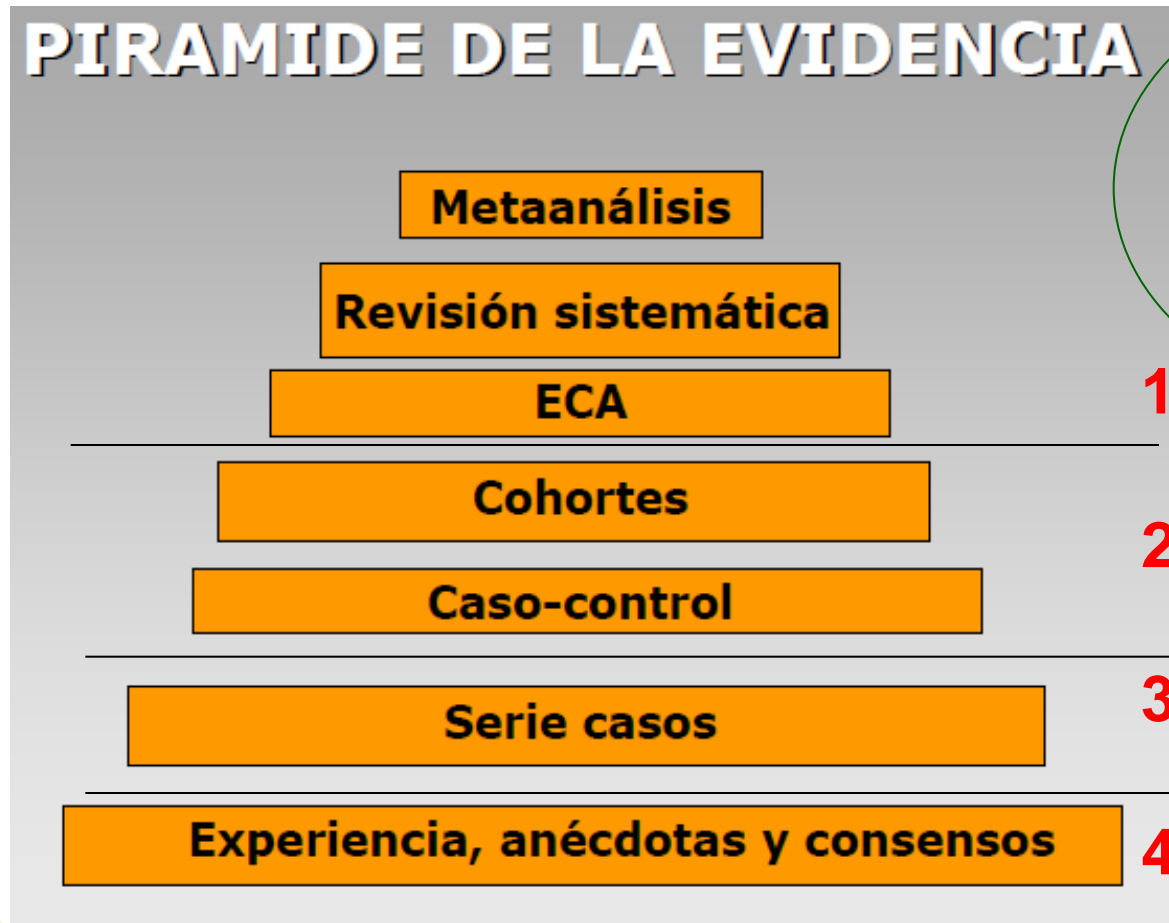 PIRAMIDE DE LA EVIDENCIA
Metaanálisis
Revisión sistemática
ECA
1
Cohortes
2
Caso-control
Serie casos
3
Experiencia, anécdotas y consensos
4